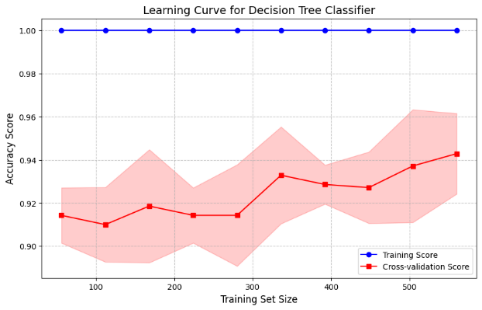 Learning Curve for Decision Tree Classifier
1.00
0.98
0.96
0.94
0.92
0.90
Accuracy Score
100
200
300
400
500
Training Set Size
Training Score
Cross-validation Score